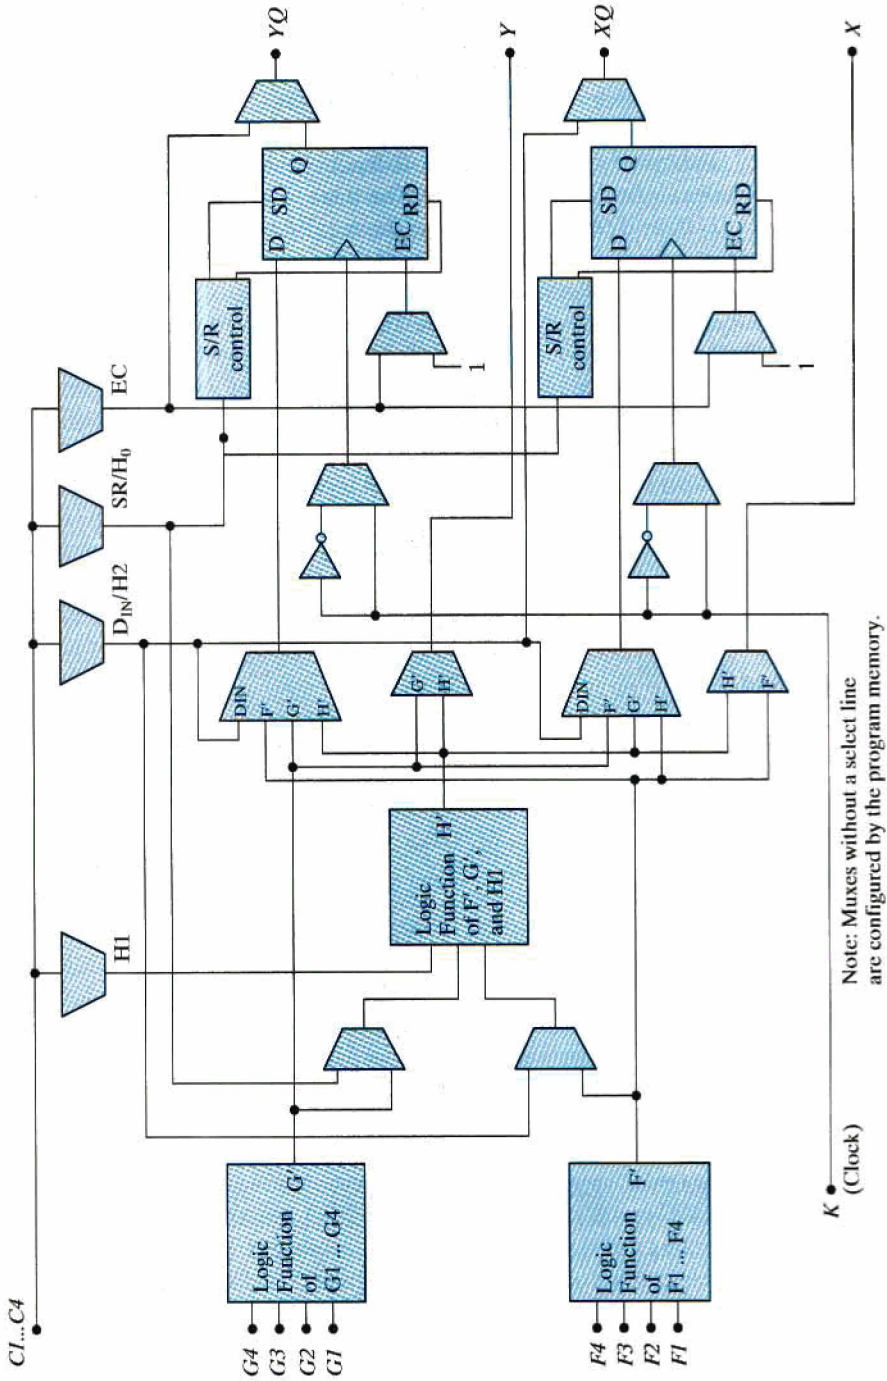 C1...C4
H1
D_IN/H2
SR/H_0
EC
G4
G3
G2
G1
Logic
Function
of
G1 ... G4
G'
F4
F3
F2
F1
Logic
Function
of
F1 ... F4
F'
Logic
Function
of F', G',
and H1
H'
DIN
F'
G'
H'
G'
H'
DIN
F'
G'
H'
H'
F'
S/R
control
1
D
SD
Q
EC
RD
YQ
Y
S/R
control
1
D
SD
Q
EC
RD
XQ
X
K
(Clock)
Note: Muxes without a select line
are configured by the program memory.